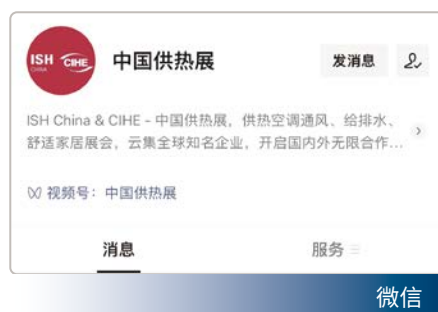 ISH CHINA CIHE
中国供热展
发消息
ISH China & CIHE - 中国供热展，供热空调通风、给排水、
舒适家居展会，云集全球知名企业，开启国内外无限合作...
视频号：中国供热展
消息
服务
微信